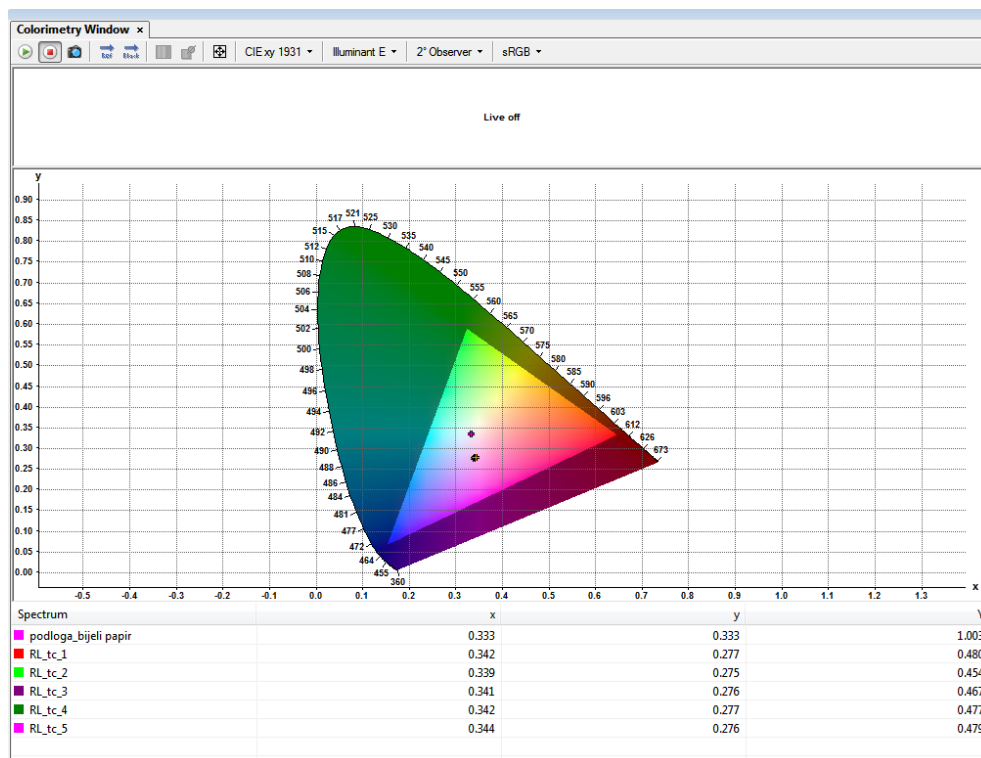 Colorimetry Window ×
Ref Black CIE xy 1931 Illuminant E 2° Observer sRGB
Live off
y
0.90
0.85
0.80
0.75
0.70
0.65
0.60
0.55
0.50
0.45
0.40
0.35
0.30
0.25
0.20
0.15
0.10
0.05
0.00
517 521 525
515 530
512 535
510 540
508 545
506 550
504 555
502 560
500 565
498 570
496 575
494 580
492 585
490 590
488 596
486 603
484 612
481 626
477 673
472
464
455
360
x
-0.5 -0.4 -0.3 -0.2 -0.1 0.0 0.1 0.2 0.3 0.4 0.5 0.6 0.7 0.8 0.9 1.0 1.1 1.2 1.3
Spectrum x y Y
podloga_bijeli papir 0.333 0.333 1.003
RL_tc_1 0.342 0.277 0.480
RL_tc_2 0.339 0.275 0.454
RL_tc_3 0.341 0.276 0.467
RL_tc_4 0.342 0.277 0.477
RL_tc_5 0.344 0.276 0.479